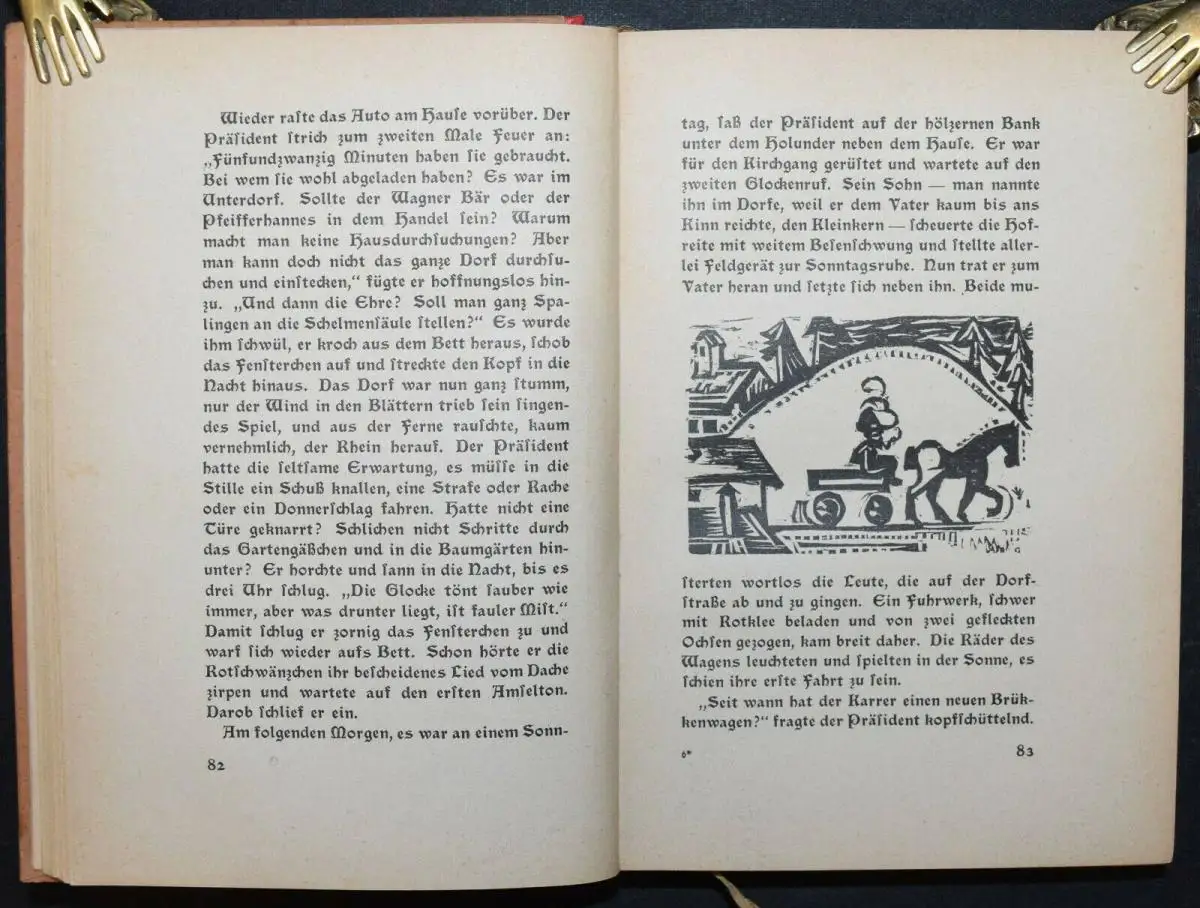 Wieder raſte das Auto am Hauſe vorüber. Der
Präſident ſtrich zum zweiten Male Feuer an:
„Fünfundzwanzig Minuten haben ſie gebraucht.
Bei wem ſie wohl abgeladen haben? Es war im
Unterdorf. Sollte der Wagner Bär oder der
Pfeifferhannes in dem Handel ſein? Warum
macht man keine Hausdurchſuchungen? Aber
man kann doch nicht das ganze Dorf durchſu-
chen und einſtecken,“ fügte er hoffnungslos hin-
zu. „Und dann die Ehre? Soll man ganz Spa-
lingen an die Schelmenſäule ſtellen?“ Es wurde
ihm ſchwül, er kroch aus dem Bett heraus, ſchob
das Fenſterchen auf und ſtreckte den Kopf in die
Nacht hinaus. Das Dorf war nun ganz ſtumm,
nur der Wind in den Blättern trieb ſein ſingen-
des Spiel, und aus der Ferne rauſchte, kaum
vernehmlich, der Rhein herauf. Der Präſident
hatte die ſeltſame Erwartung, es müſſe in die
Stille ein Schuß knallen, eine Strafe oder Rache
oder ein Donnerſchlag fahren. Hatte nicht eine
Türe geknarrt? Schlichen nicht Schritte durch
das Gartengäßchen und in die Baumgärten hin-
unter? Er horchte und ſann in die Nacht, bis es
drei Uhr ſchlug. „Die Glocke tönt ſauber wie
immer, aber was drunter liegt, iſt fauler Miſt.“
Damit ſchlug er zornig das Fenſterchen zu und
warf ſich wieder aufs Bett. Schon hörte er die
Rotſchwänzchen ihr beſcheidenes Lied vom Dache
zirpen und wartete auf den erſten Amſelton.
Darob ſchlief er ein.
Am folgenden Morgen, es war an einem Sonn-
82
tag, ſaß der Präſident auf der hölzernen Bank
unter dem Holunder neben dem Hauſe. Er war
für den Kirchgang gerüſtet und wartete auf den
zweiten Glockenruf. Sein Sohn — man nannte
ihn im Dorfe, weil er dem Vater kaum bis ans
Kinn reichte, den Kleinkern — ſcheuerte die Hof-
reite mit weitem Beſenſchwung und ſtellte aller-
lei Feldgerät zur Sonntagsruhe. Nun trat er zum
Vater heran und ſetzte ſich neben ihn. Beide mu-
ſterten wortlos die Leute, die auf der Dorf-
ſtraße ab und zu gingen. Ein Fuhrwerk, ſchwer
mit Rotklee beladen und von zwei gefleckten
Ochſen gezogen, kam breit daher. Die Räder des
Wagens leuchteten und ſpielten in der Sonne, es
ſchien ihre erſte Fahrt zu ſein.
„Seit wann hat der Karrer einen neuen Brük-
kenwagen?“ fragte der Präſident kopfſchüttelnd.
6*
83